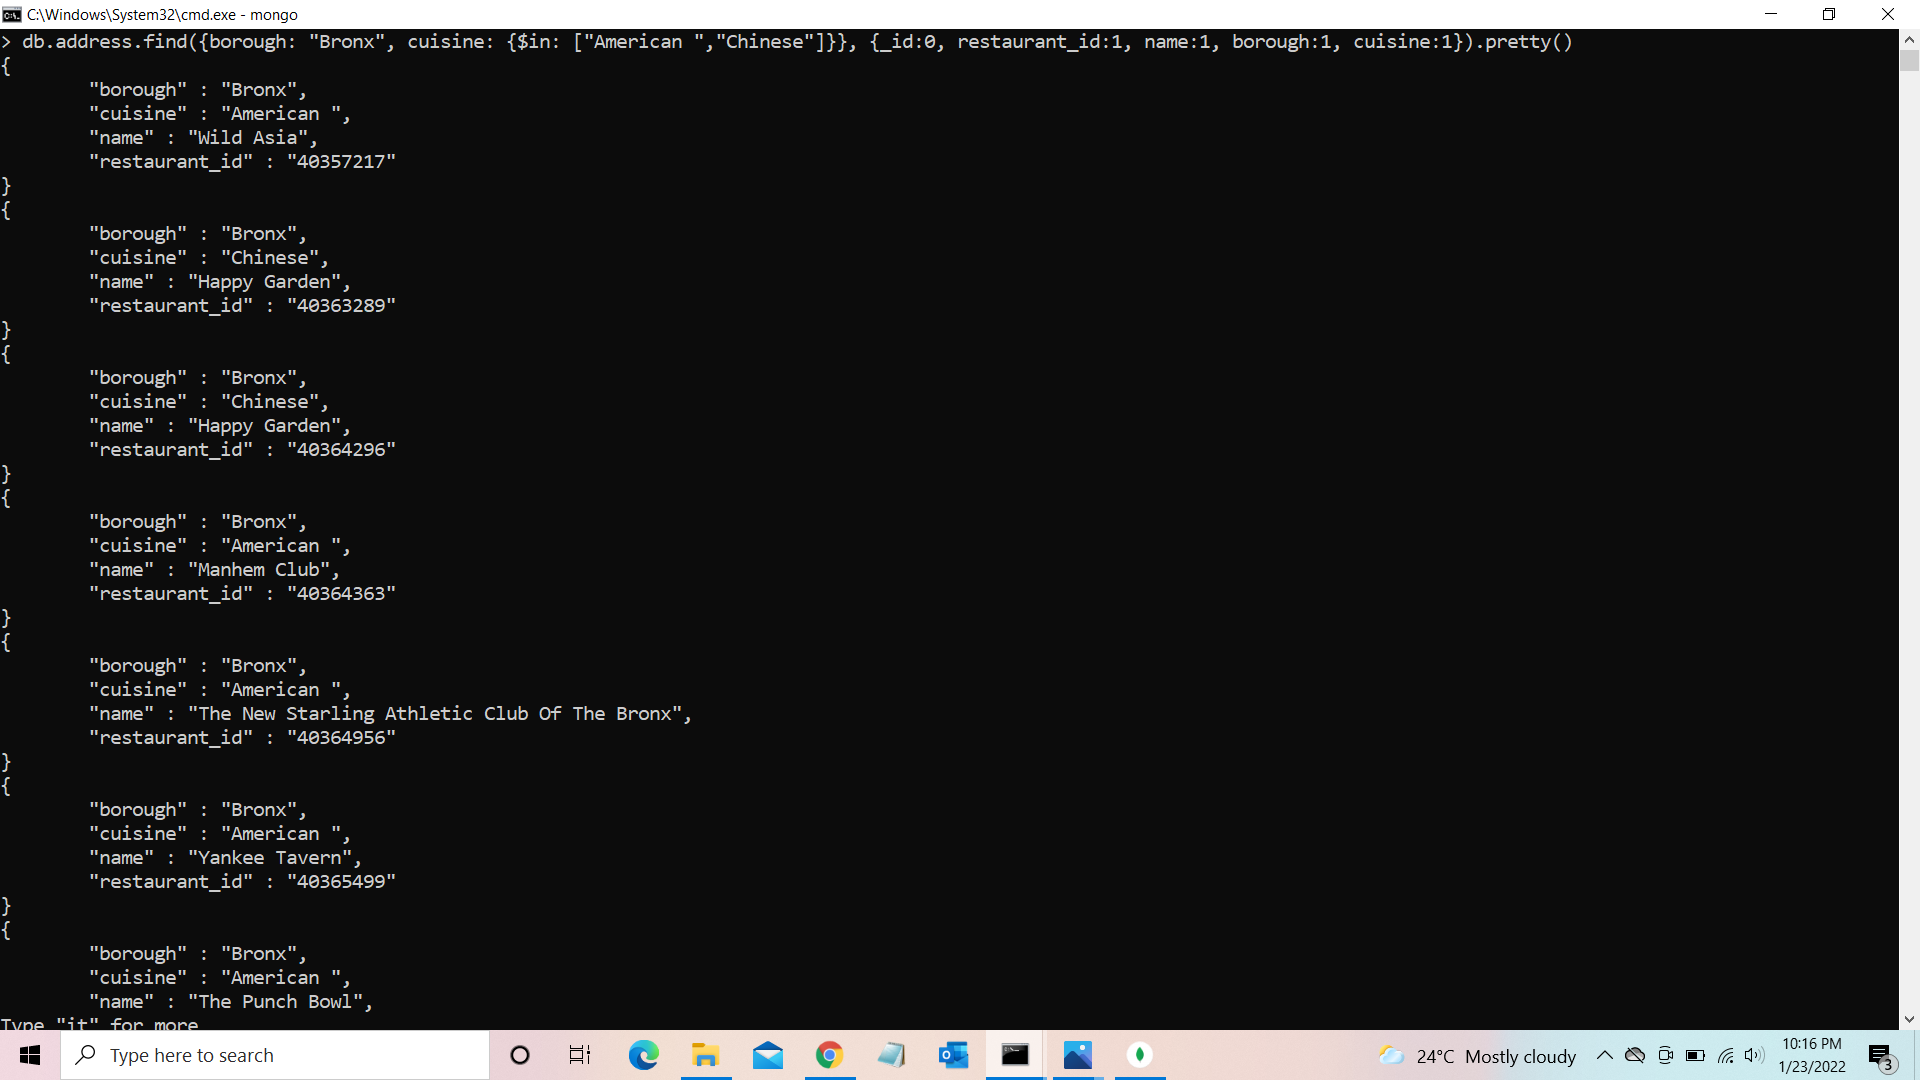 C:\Windows\System32\cmd.exe - mongo
> db.address.find({borough: "Bronx", cuisine: {$in: ["American ","Chinese"]}}, {_id:0, restaurant_id:1, name:1, borough:1, cuisine:1}).pretty()
{
        "borough" : "Bronx",
        "cuisine" : "American ",
        "name" : "Wild Asia",
        "restaurant_id" : "40357217"
}
{
        "borough" : "Bronx",
        "cuisine" : "Chinese",
        "name" : "Happy Garden",
        "restaurant_id" : "40363289"
}
{
        "borough" : "Bronx",
        "cuisine" : "Chinese",
        "name" : "Happy Garden",
        "restaurant_id" : "40364296"
}
{
        "borough" : "Bronx",
        "cuisine" : "American ",
        "name" : "Manhem Club",
        "restaurant_id" : "40364363"
}
{
        "borough" : "Bronx",
        "cuisine" : "American ",
        "name" : "The New Starling Athletic Club Of The Bronx",
        "restaurant_id" : "40364956"
}
{
        "borough" : "Bronx",
        "cuisine" : "American ",
        "name" : "Yankee Tavern",
        "restaurant_id" : "40365499"
}
{
        "borough" : "Bronx",
        "cuisine" : "American ",
        "name" : "The Punch Bowl",
Type "it" for more
Type here to search
24°C Mostly cloudy
10:16 PM
1/23/2022
3